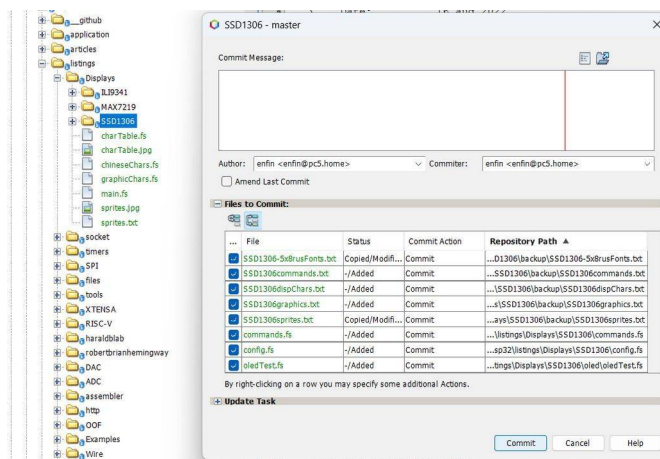 __github
application
articles
listings
Displays
ILI9341
MAX7219
SSD1306
charTable.fs
charTable.jpg
chineseChars.fs
graphicChars.fs
main.fs
sprites.jpg
sprites.txt
socket
timers
SPI
files
tools
XTENSA
RISC-V
haraldblab
robertbrianhemingway
DAC
ADC
assembler
http
OOF
Examples
Wire
SSD1306 - master
Commit Message:
Author: enfin <enfin@pc5.home> Commiter: enfin <enfin@pc5.home>
Amend Last Commit
Files to Commit:
... File Status Commit Action Repository Path ▲
SSD1306-5x8rusFonts.txt Copied/Modifi... Commit ...D1306\backup\SSD1306-5x8rusFonts.txt
SSD1306commands.txt -/Added Commit ...SSD1306\backup\SSD1306commands.txt
SSD1306dispChars.txt -/Added Commit ...\SSD1306\backup\SSD1306dispChars.txt
SSD1306graphics.txt -/Added Commit ...s\SSD1306\backup\SSD1306graphics.txt
SSD1306sprites.txt Copied/Modifi... Commit ...ays\SSD1306\backup\SSD1306sprites.txt
commands.fs -/Added Commit ...\listings\Displays\SSD1306\commands.fs
config.fs -/Added Commit ...sp32\listings\Displays\SSD1306\config.fs
oledTest.fs -/Added Commit ...tings\Displays\SSD1306\oled\oledTest.fs
By right-clicking on a row you may specify some additional Actions.
Update Task
Commit Cancel Help